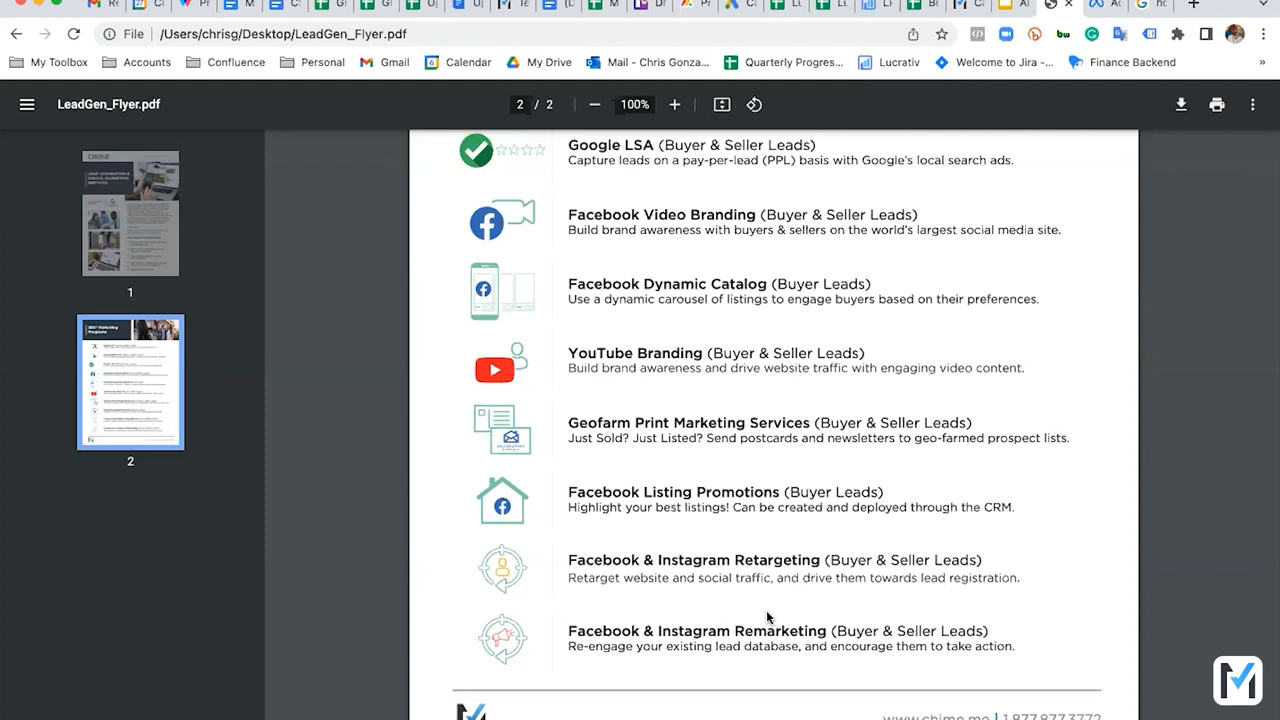 File
/Users/chrisg/Desktop/LeadGen_Flyer.pdf
My Toolbox
Accounts
Confluence
Personal
Gmail
Calendar
My Drive
Mail - Chris Gonza...
Quarterly Progres...
Lucrativ
Welcome to Jira -...
Finance Backend
»
LeadGen_Flyer.pdf
2 / 2
100%
1
2
Google LSA (Buyer & Seller Leads)
Capture leads on a pay-per-lead (PPL) basis with Google's local search ads.
Facebook Video Branding (Buyer & Seller Leads)
Build brand awareness with buyers & sellers on the world's largest social media site.
Facebook Dynamic Catalog (Buyer Leads)
Use a dynamic carousel of listings to engage buyers based on their preferences.
YouTube Branding (Buyer & Seller Leads)
Build brand awareness and drive website traffic with engaging video content.
Geofarm Print Marketing Services (Buyer & Seller Leads)
Just Sold? Just Listed? Send postcards and newsletters to geo-farmed prospect lists.
Facebook Listing Promotions (Buyer Leads)
Highlight your best listings! Can be created and deployed through the CRM.
Facebook & Instagram Retargeting (Buyer & Seller Leads)
Retarget website and social traffic, and drive them towards lead registration.
Facebook & Instagram Remarketing (Buyer & Seller Leads)
Re-engage your existing lead database, and encourage them to take action.
www.chime.me | 1.877.877.3772